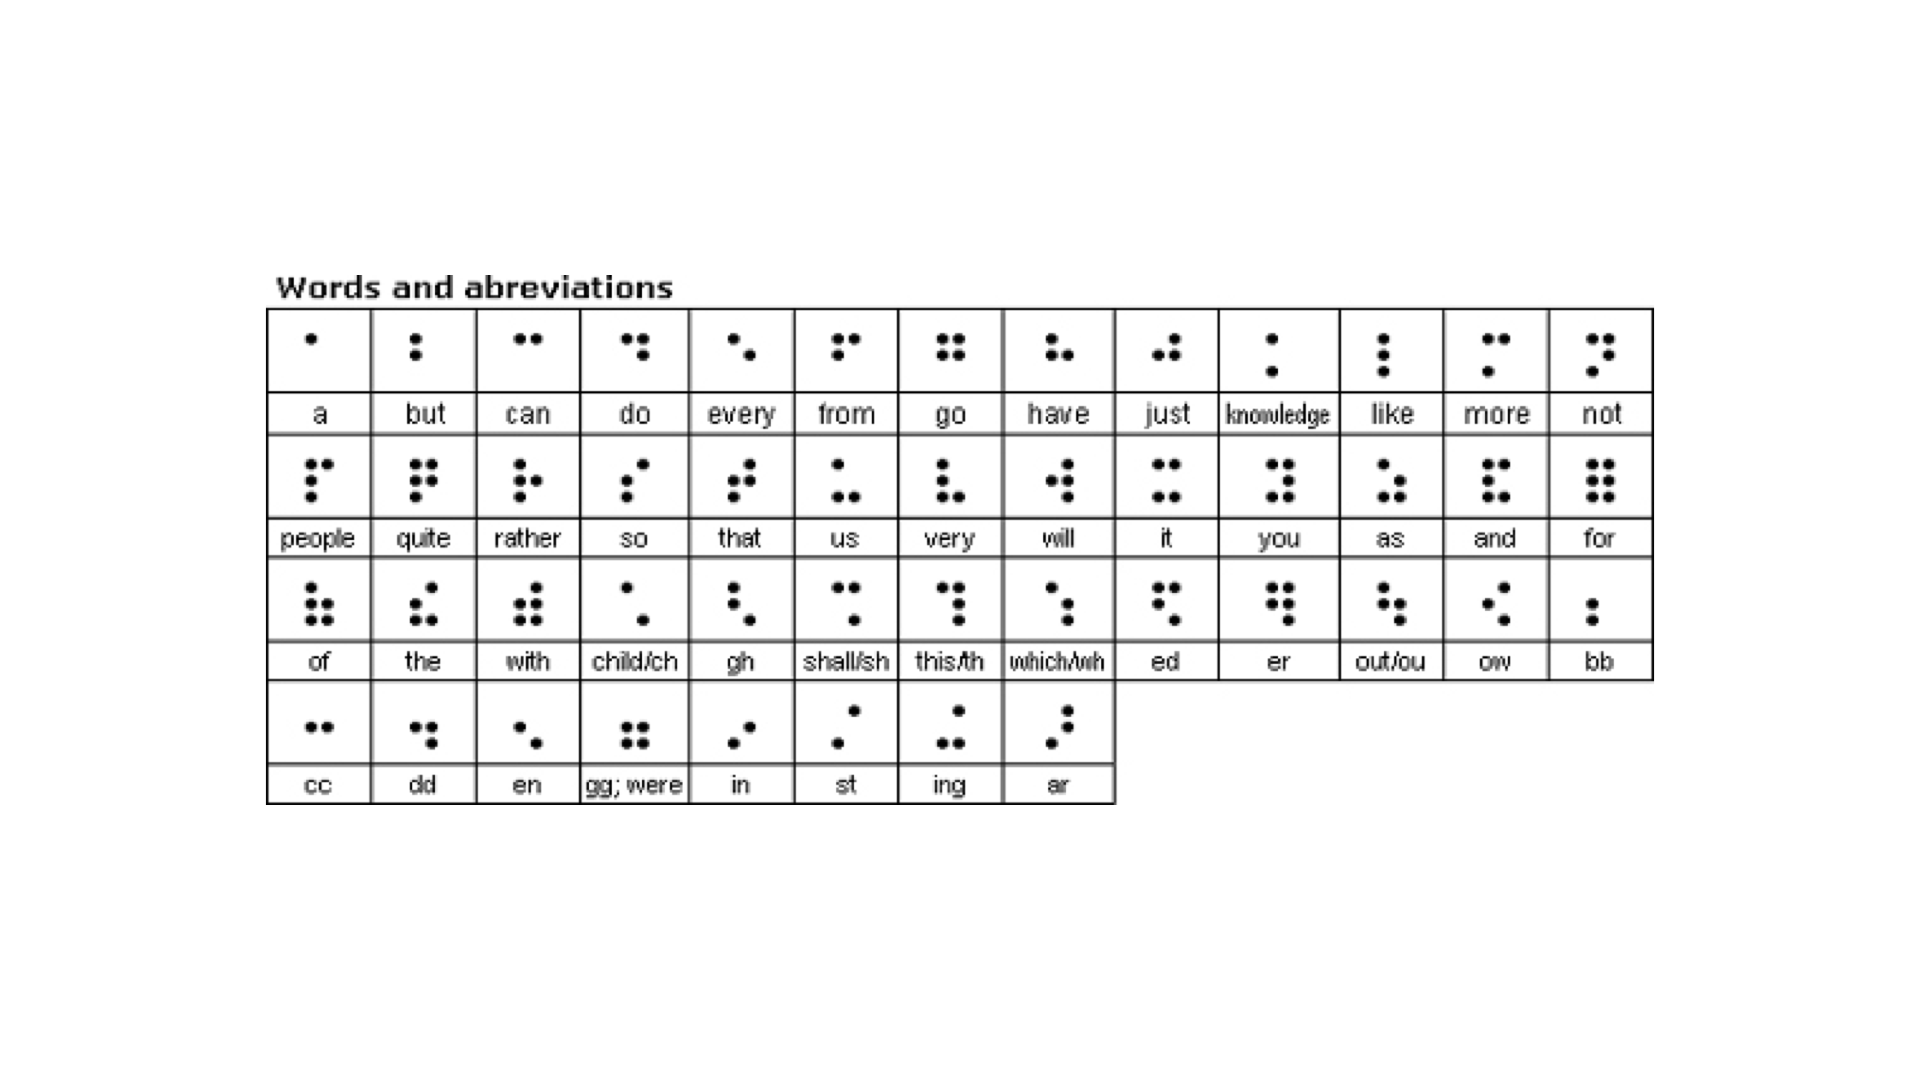 Words and abreviations
⠁ ⠃ ⠉ ⠙ ⠑ ⠋ ⠛ ⠓ ⠚ ⠅ ⠇ ⠍ ⠝
a but can do every from go have just knowledge like more not
⠏ ⠟ ⠗ ⠎ ⠞ ⠥ ⠧ ⠺ ⠭ ⠽ ⠵ ⠯ ⠿
people quite rather so that us very will it you as and for
⠷ ⠮ ⠾ ⠡ ⠣ ⠩ ⠹ ⠱ ⠫ ⠻ ⠳ ⠪ ⠆
of the with child/ch gh shall/sh this/th which/wh ed er out/ou ow bb
⠒ ⠲ ⠢ ⠶ ⠔ ⠌ ⠬ ⠜
cc dd en gg; were in st ing ar